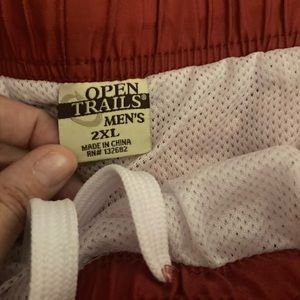 OPEN
TRAILS®
MEN'S
2XL
MADE IN CHINA
RN# 132682